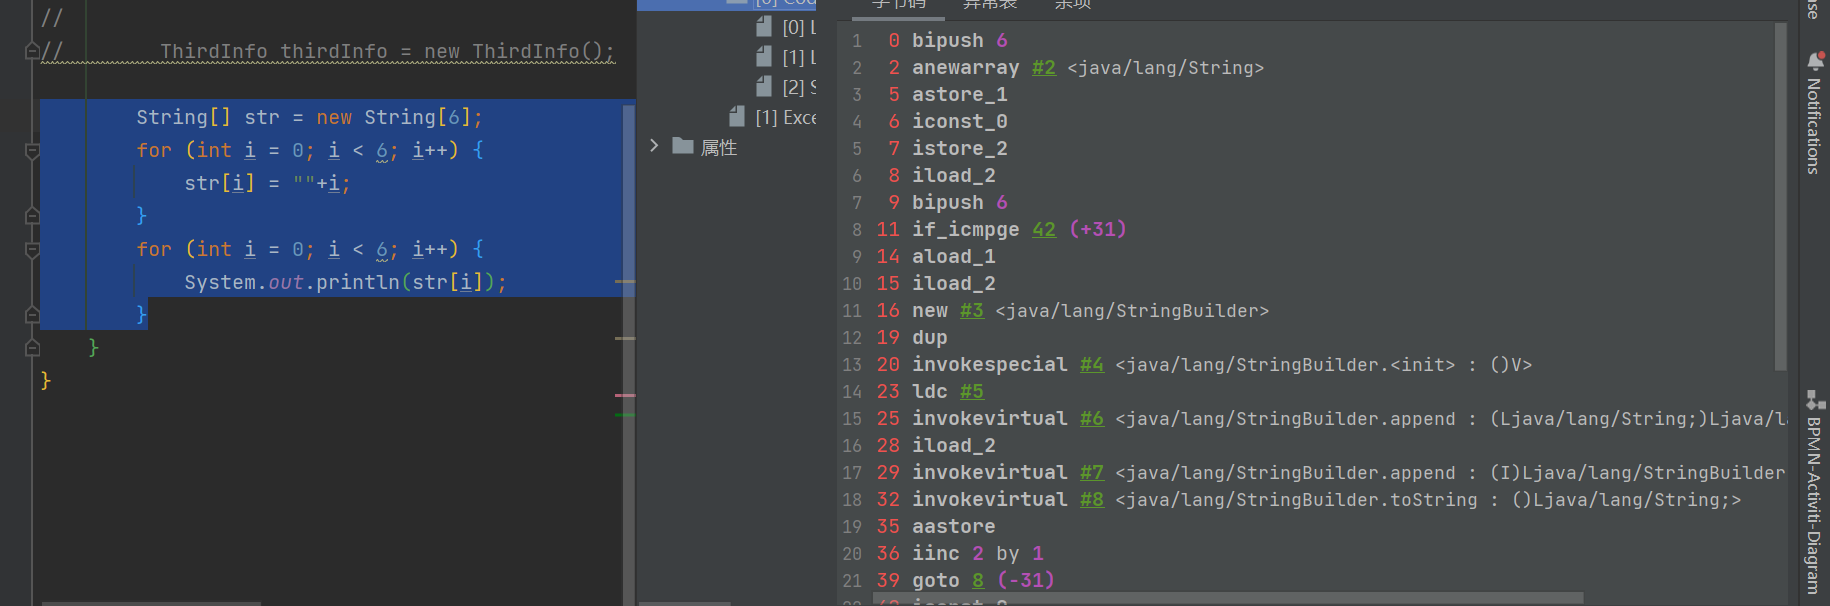 //
//        ThirdInfo thirdInfo = new ThirdInfo();
String[] str = new String[6];
for (int i = 0; i < 6; i++) {
str[i] = ""+i;
}
for (int i = 0; i < 6; i++) {
System.out.println(str[i]);
}
}
}
[0]
[1]
[2]
[1] Exce
属性
字节码 异常表 杂项
1 0 bipush 6
2 2 anewarray #2 <java/lang/String>
3 5 astore_1
4 6 iconst_0
5 7 istore_2
6 8 iload_2
7 9 bipush 6
8 11 if_icmpge 42 (+31)
9 14 aload_1
10 15 iload_2
11 16 new #3 <java/lang/StringBuilder>
12 19 dup
13 20 invokespecial #4 <java/lang/StringBuilder.<init> : ()V>
14 23 ldc #5
15 25 invokevirtual #6 <java/lang/StringBuilder.append : (Ljava/lang/String;)Ljava/la
16 28 iload_2
17 29 invokevirtual #7 <java/lang/StringBuilder.append : (I)Ljava/lang/StringBuilder
18 32 invokevirtual #8 <java/lang/StringBuilder.toString : ()Ljava/lang/String;>
19 35 aastore
20 36 iinc 2 by 1
21 39 goto 8 (-31)
Notifications
BPMN-Activiti-Diagram